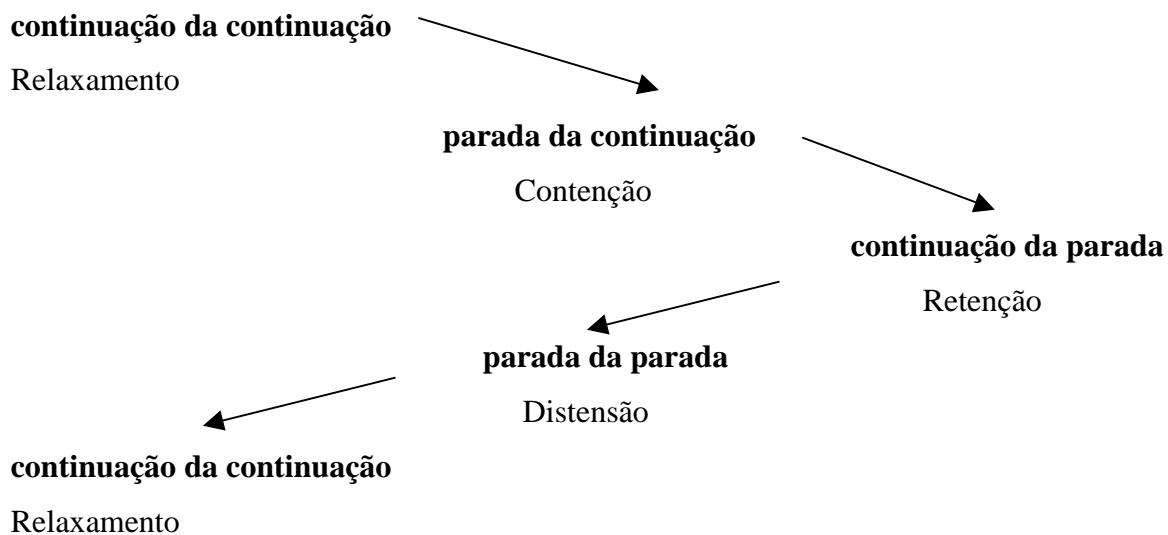 continuação da continuação
Relaxamento
parada da continuação
Contenção
continuação da parada
Retenção
parada da parada
Distensão
continuação da continuação
Relaxamento